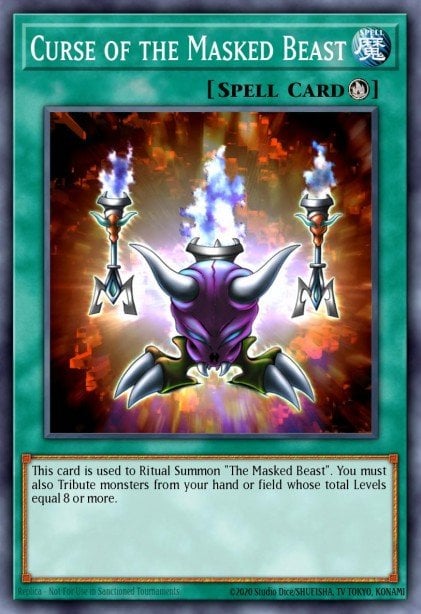 CURSE OF THE MASKED BEAST
SPELL
魔
[SPELL CARD]
This card is used to Ritual Summon "The Masked Beast". You must
also Tribute monsters from your hand or field whose total Levels
equal 8 or more.
Replica - Not For Use in Sanctioned Tournaments
©2020 Studio Dice/SHUEISHA, TV TOKYO, KONAMI